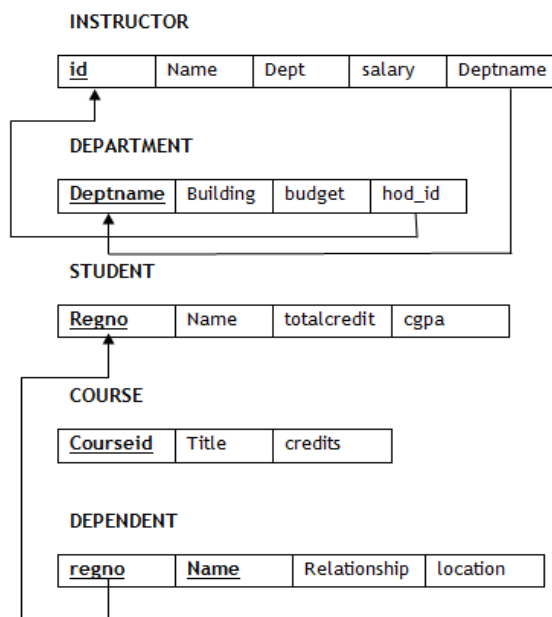 INSTRUCTOR
id Name Dept salary Deptname
DEPARTMENT
Deptname Building budget hod_id
STUDENT
Regno Name totalcredit cgpa
COURSE
Courseid Title credits
DEPENDENT
regno Name Relationship location